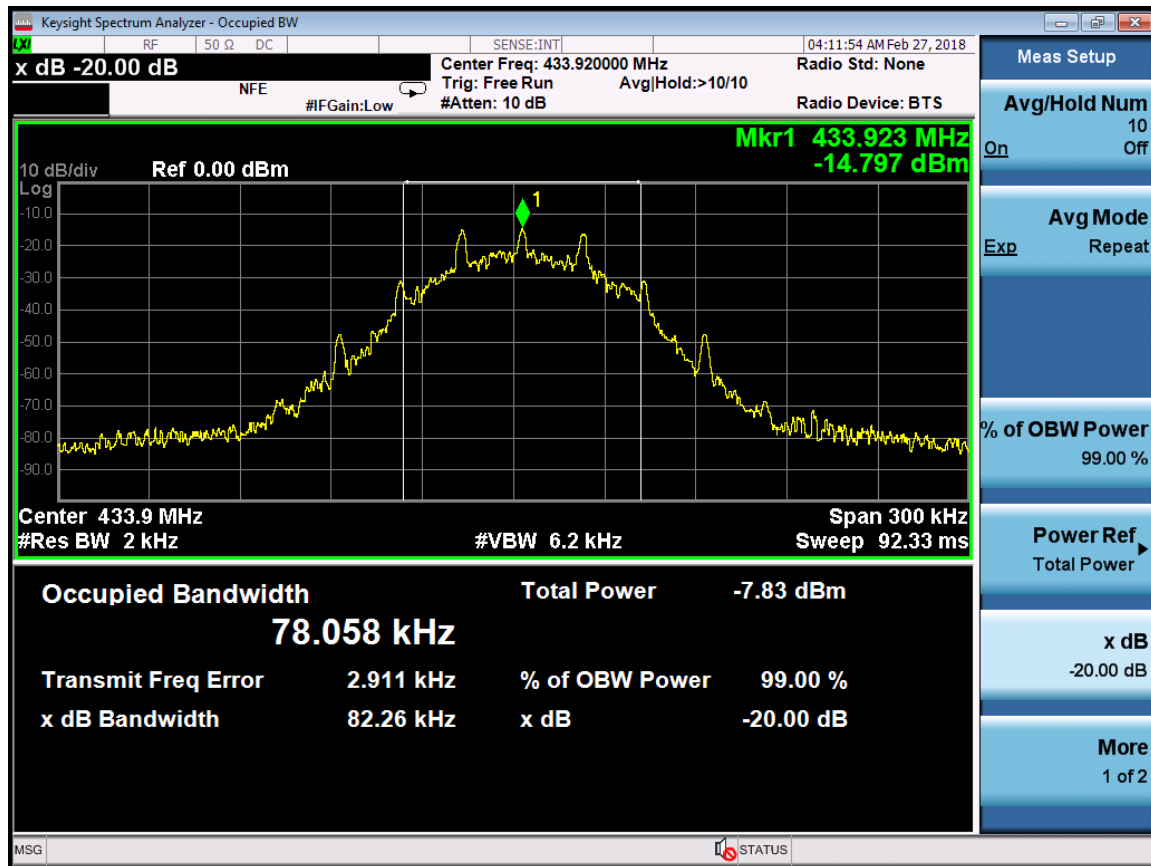 Keysight Spectrum Analyzer - Occupied BW
LXI RF 50 Ω DC SENSE:INT 04:11:54 AM Feb 27, 2018
x dB -20.00 dB Center Freq: 433.920000 MHz Radio Std: None
NFE Trig: Free Run Avg|Hold:>10/10
#IFGain:Low #Atten: 10 dB Radio Device: BTS
Mkr1 433.923 MHz
10 dB/div Ref 0.00 dBm -14.797 dBm
Log
1
-10.0
-20.0
-30.0
-40.0
-50.0
-60.0
-70.0
-80.0
-90.0
Center 433.9 MHz Span 300 kHz
#Res BW 2 kHz #VBW 6.2 kHz Sweep 92.33 ms
Occupied Bandwidth Total Power -7.83 dBm
78.058 kHz
Transmit Freq Error 2.911 kHz % of OBW Power 99.00 %
x dB Bandwidth 82.26 kHz x dB -20.00 dB
Meas Setup
Avg/Hold Num
10
On Off
Avg Mode
Exp Repeat
% of OBW Power
99.00 %
Power Ref
Total Power
x dB
-20.00 dB
More
1 of 2
MSG STATUS